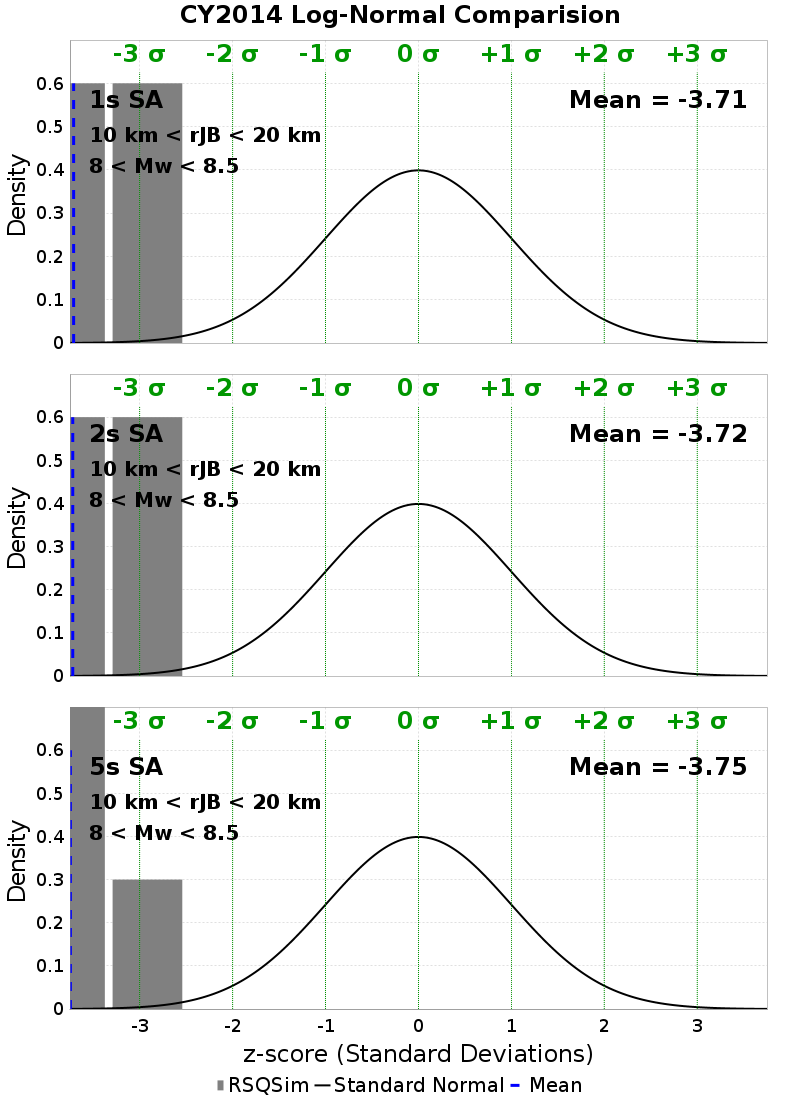 CY2014 Log-Normal Comparision
-3 σ -2 σ -1 σ 0 σ +1 σ +2 σ +3 σ
0.6
1s SA Mean = -3.71
0.5
10 km < rJB < 20 km
8 < Mw < 8.5
0.4
0.3
0.2
0.1
0
Density
-3 σ -2 σ -1 σ 0 σ +1 σ +2 σ +3 σ
0.6
2s SA Mean = -3.72
0.5
10 km < rJB < 20 km
8 < Mw < 8.5
0.4
0.3
0.2
0.1
0
Density
-3 σ -2 σ -1 σ 0 σ +1 σ +2 σ +3 σ
0.6
5s SA Mean = -3.75
0.5
10 km < rJB < 20 km
8 < Mw < 8.5
0.4
0.3
0.2
0.1
0
Density
-3 -2 -1 0 1 2 3
z-score (Standard Deviations)
RSQSim Standard Normal Mean